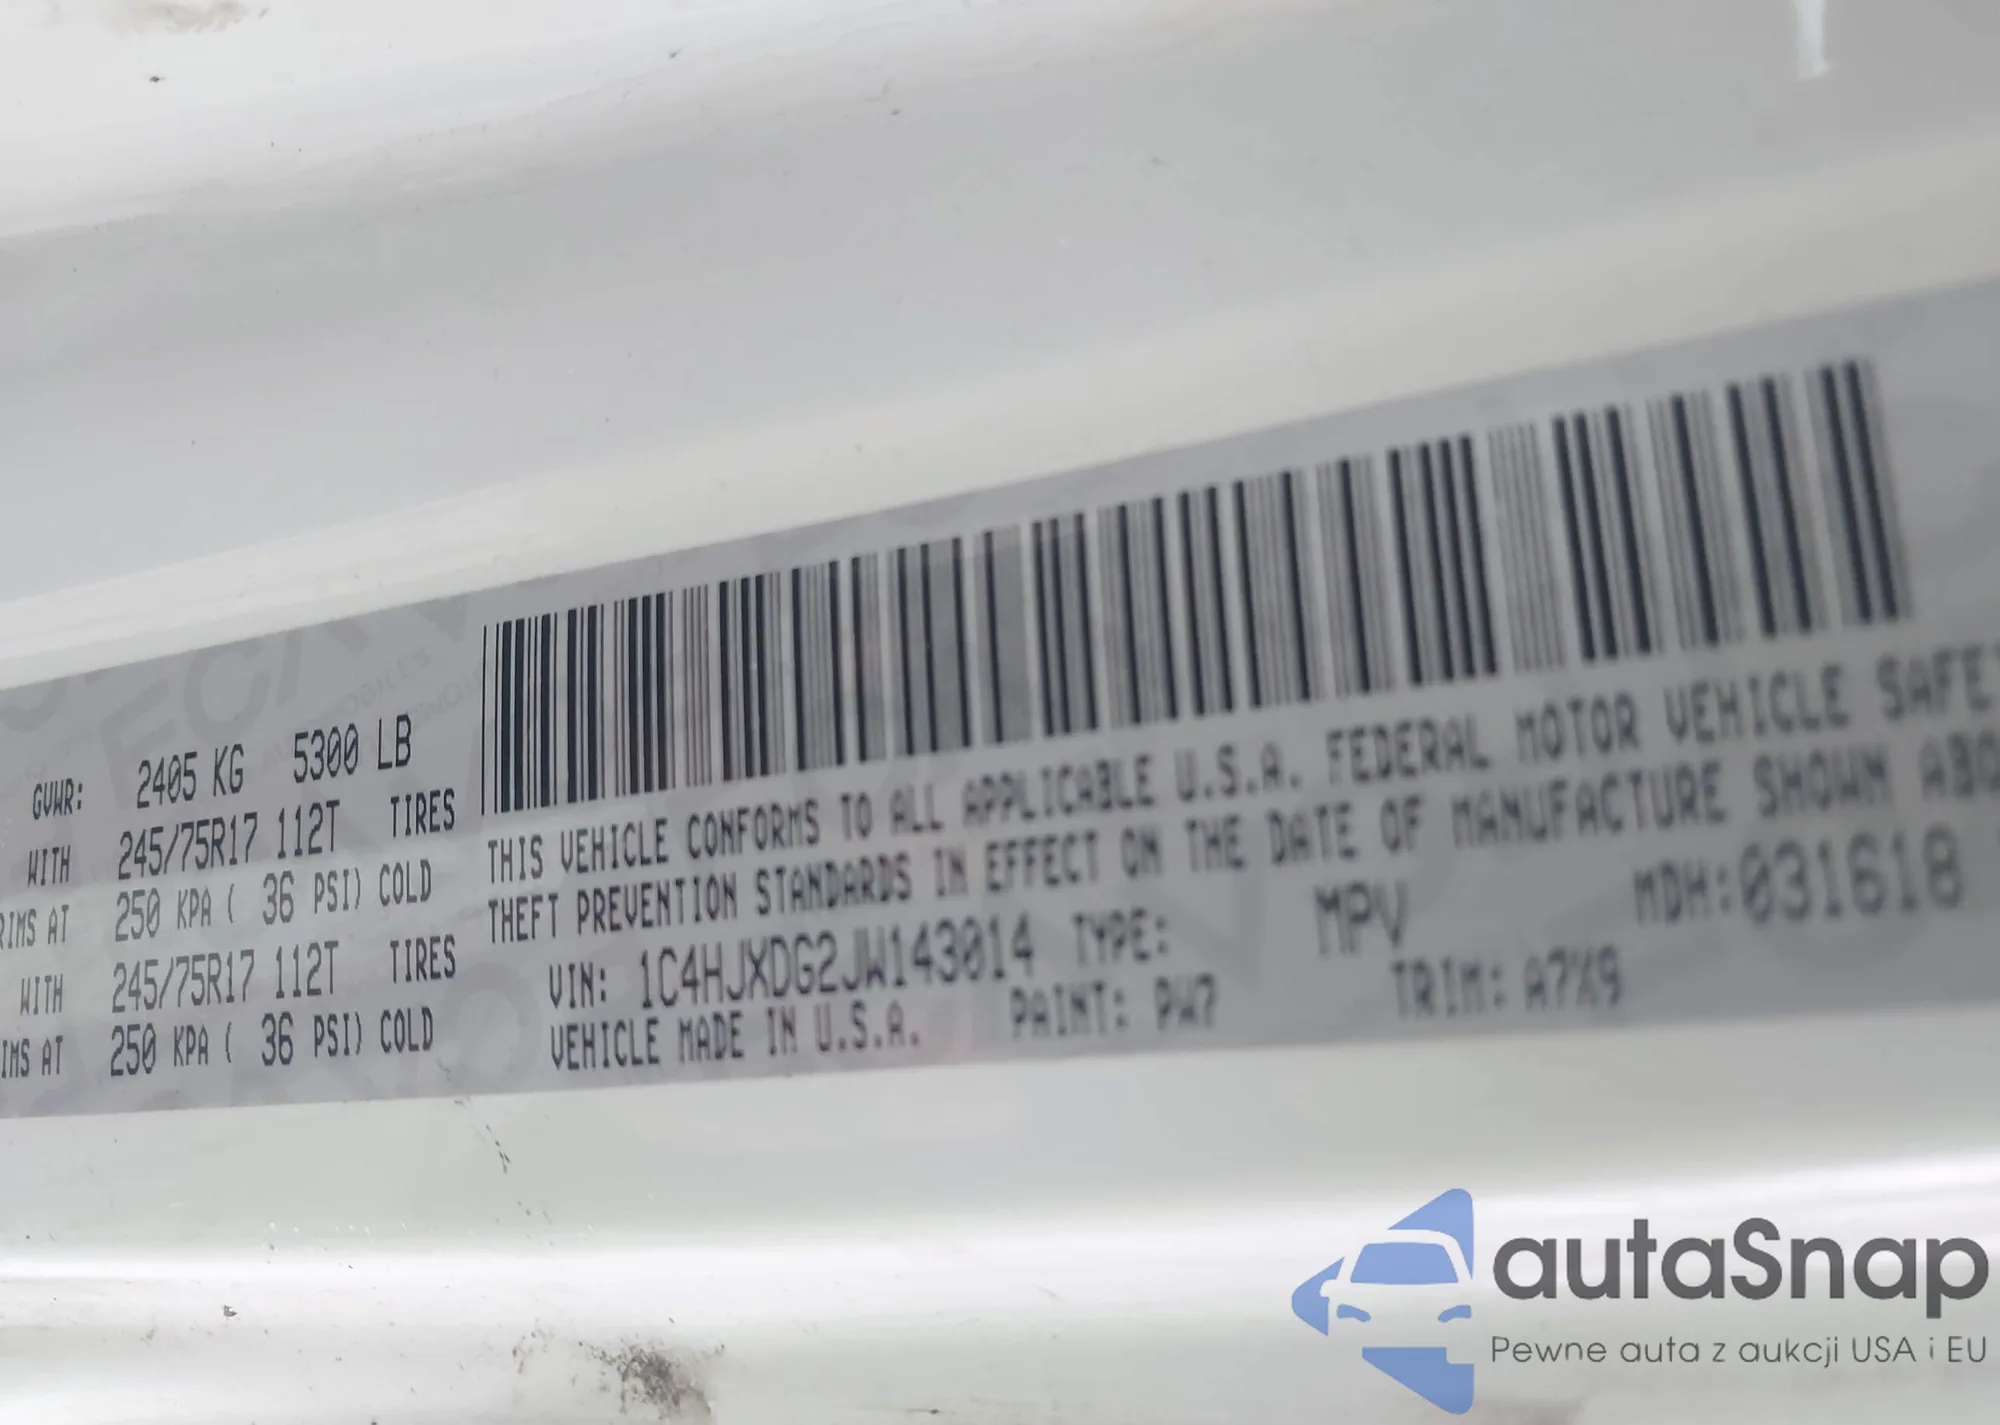 GVWR: 2405 KG 5300 LB
WITH 245/75R17 112T TIRES
RIMS AT 250 KPA ( 36 PSI) COLD
WITH 245/75R17 112T TIRES
IMS AT 250 KPA ( 36 PSI) COLD
THIS VEHICLE CONFORMS TO ALL APPLICABLE U.S.A. FEDERAL MOTOR VEHICLE SAFE
THEFT PREVENTION STANDARDS IN EFFECT ON THE DATE OF MANUFACTURE SHOWN ABO
VIN: 1C4HJXDG2JW143014 TYPE: MPV MDH:031618
VEHICLE MADE IN U.S.A. PAINT: PW7 TRIM: A7X9
autaSnap
Pewne auta z aukcji USA i EU